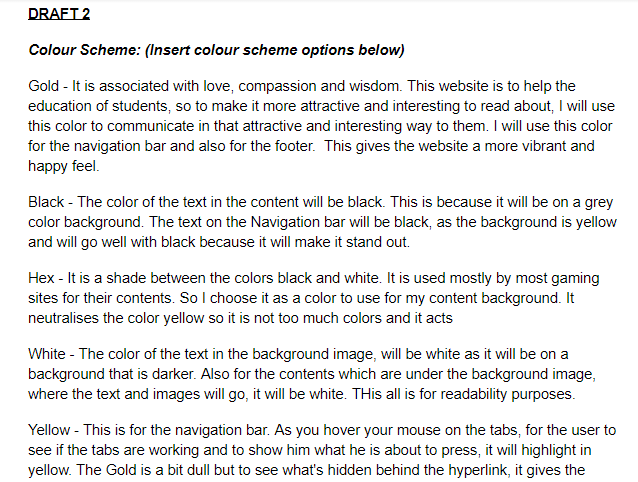 DRAFT 2
Colour Scheme: (Insert colour scheme options below)
Gold - It is associated with love, compassion and wisdom. This website is to help the
education of students, so to make it more attractive and interesting to read about, I will use
this color to communicate in that attractive and interesting way to them. I will use this color
for the navigation bar and also for the footer.  This gives the website a more vibrant and
happy feel.
Black - The color of the text in the content will be black. This is because it will be on a grey
color background. The text on the Navigation bar will be black, as the background is yellow
and will go well with black because it will make it stand out.
Hex - It is a shade between the colors black and white. It is used mostly by most gaming
sites for their contents. So I choose it as a color to use for my content background. It
neutralises the color yellow so it is not too much colors and it acts
White - The color of the text in the background image, will be white as it will be on a
background that is darker. Also for the contents which are under the background image,
where the text and images will go, it will be white. THis all is for readability purposes.
Yellow - This is for the navigation bar. As you hover your mouse on the tabs, for the user to
see if the tabs are working and to show him what he is about to press, it will highlight in
yellow. The Gold is a bit dull but to see what's hidden behind the hyperlink, it gives the